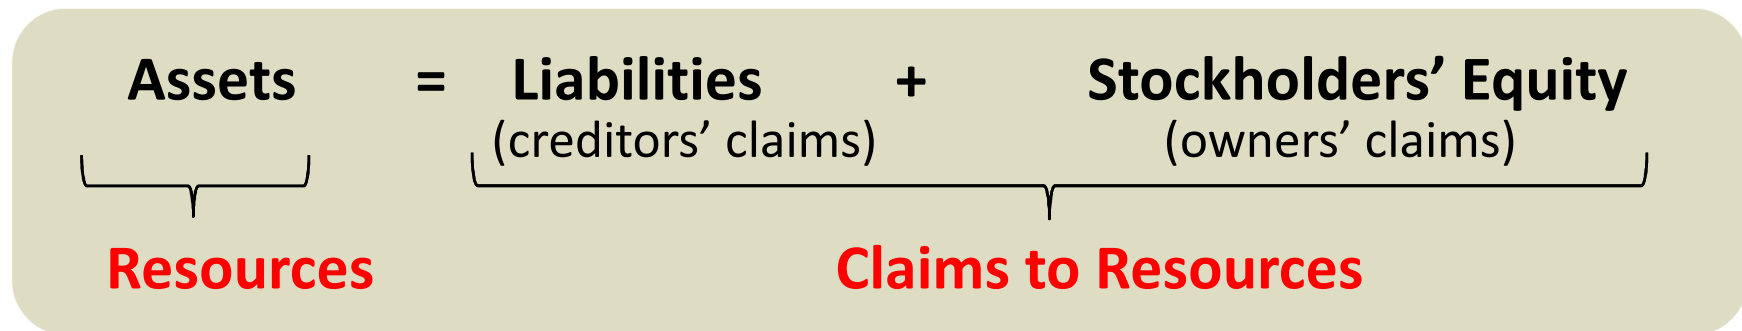 Assets = Liabilities + Stockholders’ Equity
(creditors’ claims) (owners’ claims)
Resources Claims to Resources